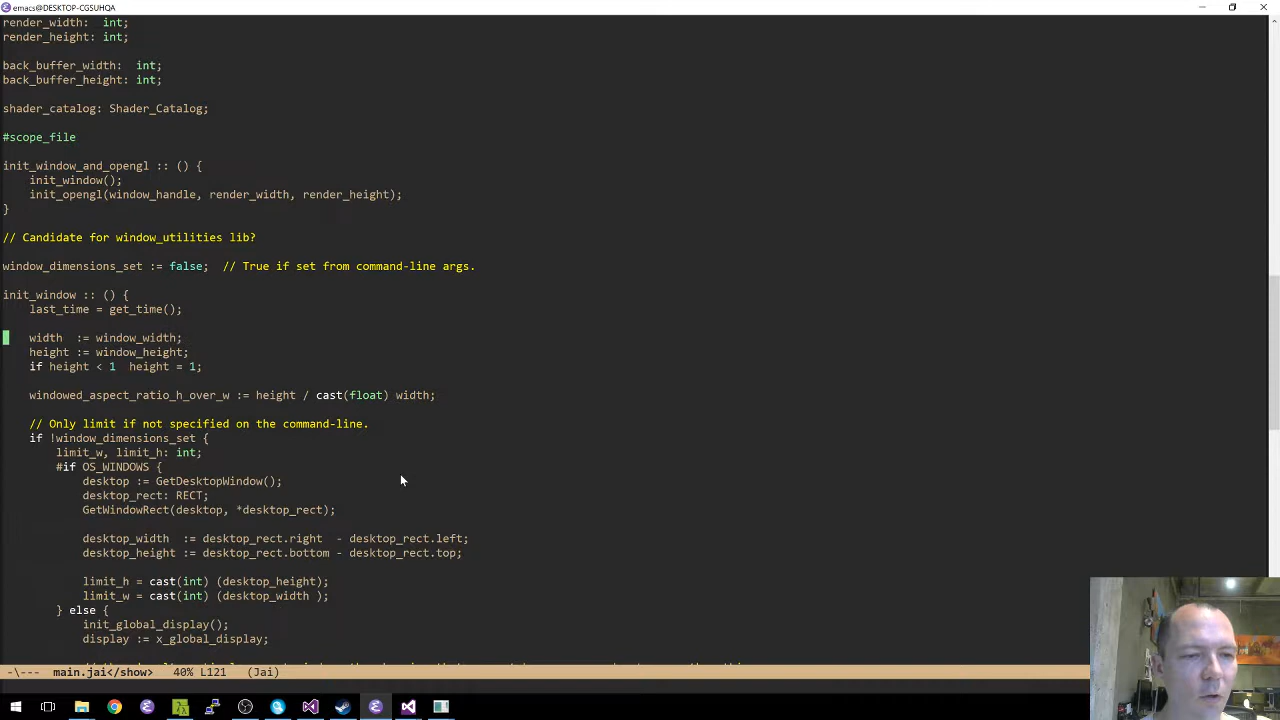 emacs@DESKTOP-CGSUHQA
render_width:  int;
render_height: int;
back_buffer_width:  int;
back_buffer_height: int;
shader_catalog: Shader_Catalog;
#scope_file
init_window_and_opengl :: () {
init_window();
init_opengl(window_handle, render_width, render_height);
}
// Candidate for window_utilities lib?
window_dimensions_set := false;  // True if set from command-line args.
init_window :: () {
last_time = get_time();
width  := window_width;
height := window_height;
if height < 1  height = 1;
windowed_aspect_ratio_h_over_w := height / cast(float) width;
// Only limit if not specified on the command-line.
if !window_dimensions_set {
limit_w, limit_h: int;
#if OS_WINDOWS {
desktop := GetDesktopWindow();
desktop_rect: RECT;
GetWindowRect(desktop, *desktop_rect);
desktop_width  := desktop_rect.right  - desktop_rect.left;
desktop_height := desktop_rect.bottom - desktop_rect.top;
limit_h = cast(int) (desktop_height);
limit_w = cast(int) (desktop_width );
} else {
init_global_display();
display := x_global_display;
-\--- main.jai</show> 40% L121 (Jai)